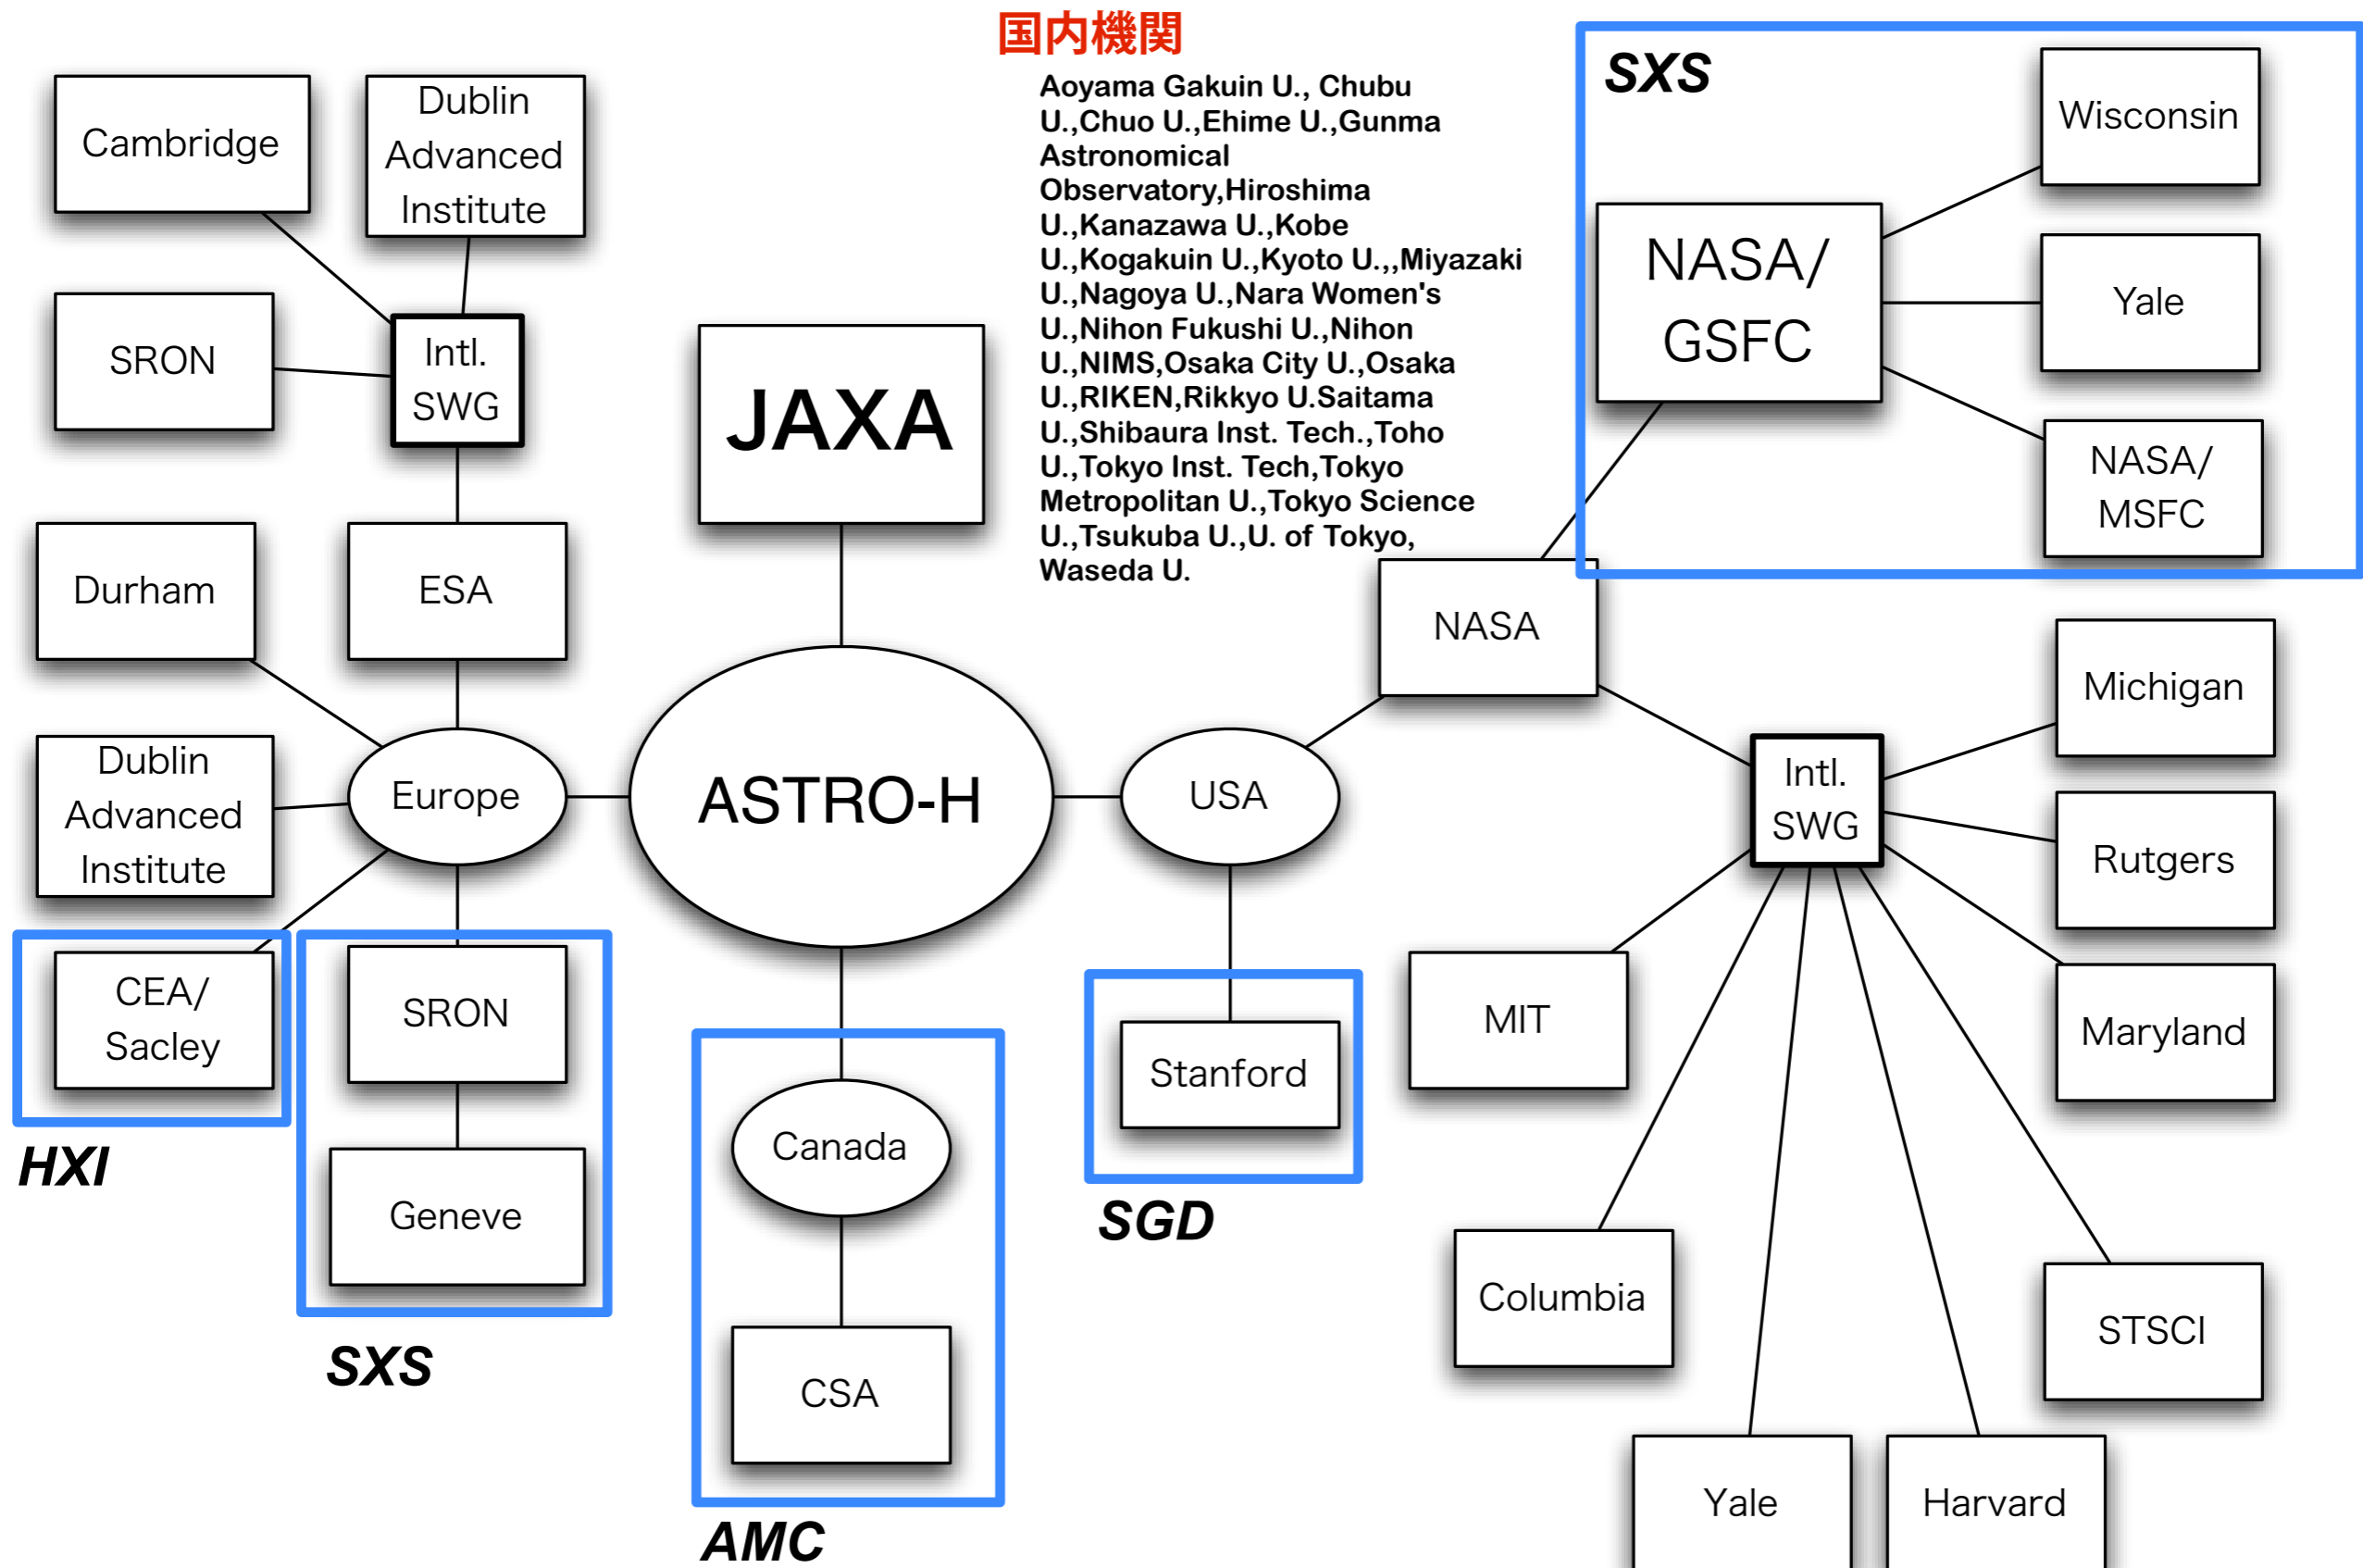 国内機関
Aoyama Gakuin U., Chubu
U.,Chuo U.,Ehime U.,Gunma
Astronomical
Observatory,Hiroshima
U.,Kanazawa U.,Kobe
U.,Kogakuin U.,Kyoto U.,,Miyazaki
U.,Nagoya U.,Nara Women's
U.,Nihon Fukushi U.,Nihon
U.,NIMS,Osaka City U.,Osaka
U.,RIKEN,Rikkyo U.Saitama
U.,Shibaura Inst. Tech.,Toho
U.,Tokyo Inst. Tech,Tokyo
Metropolitan U.,Tokyo Science
U.,Tsukuba U.,U. of Tokyo,
Waseda U.
Cambridge
Dublin
Advanced
Institute
SRON
Intl.
SWG
Durham
ESA
Dublin
Advanced
Institute
Europe
CEA/
Sacley
HXI
SRON
Geneve
SXS
JAXA
ASTRO-H
Canada
CSA
AMC
USA
Stanford
SGD
NASA
SXS
NASA/
GSFC
Wisconsin
Yale
NASA/
MSFC
Intl.
SWG
Michigan
Rutgers
Maryland
MIT
Columbia
STSCI
Yale
Harvard